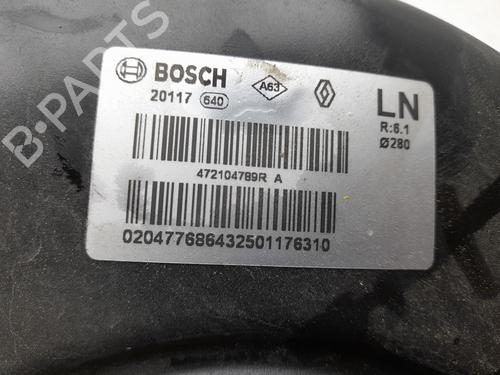 BOSCH
20117 640
A63
LN
R:6.1
Ø280
472104789R A
020477686432501176310
B-PARTS